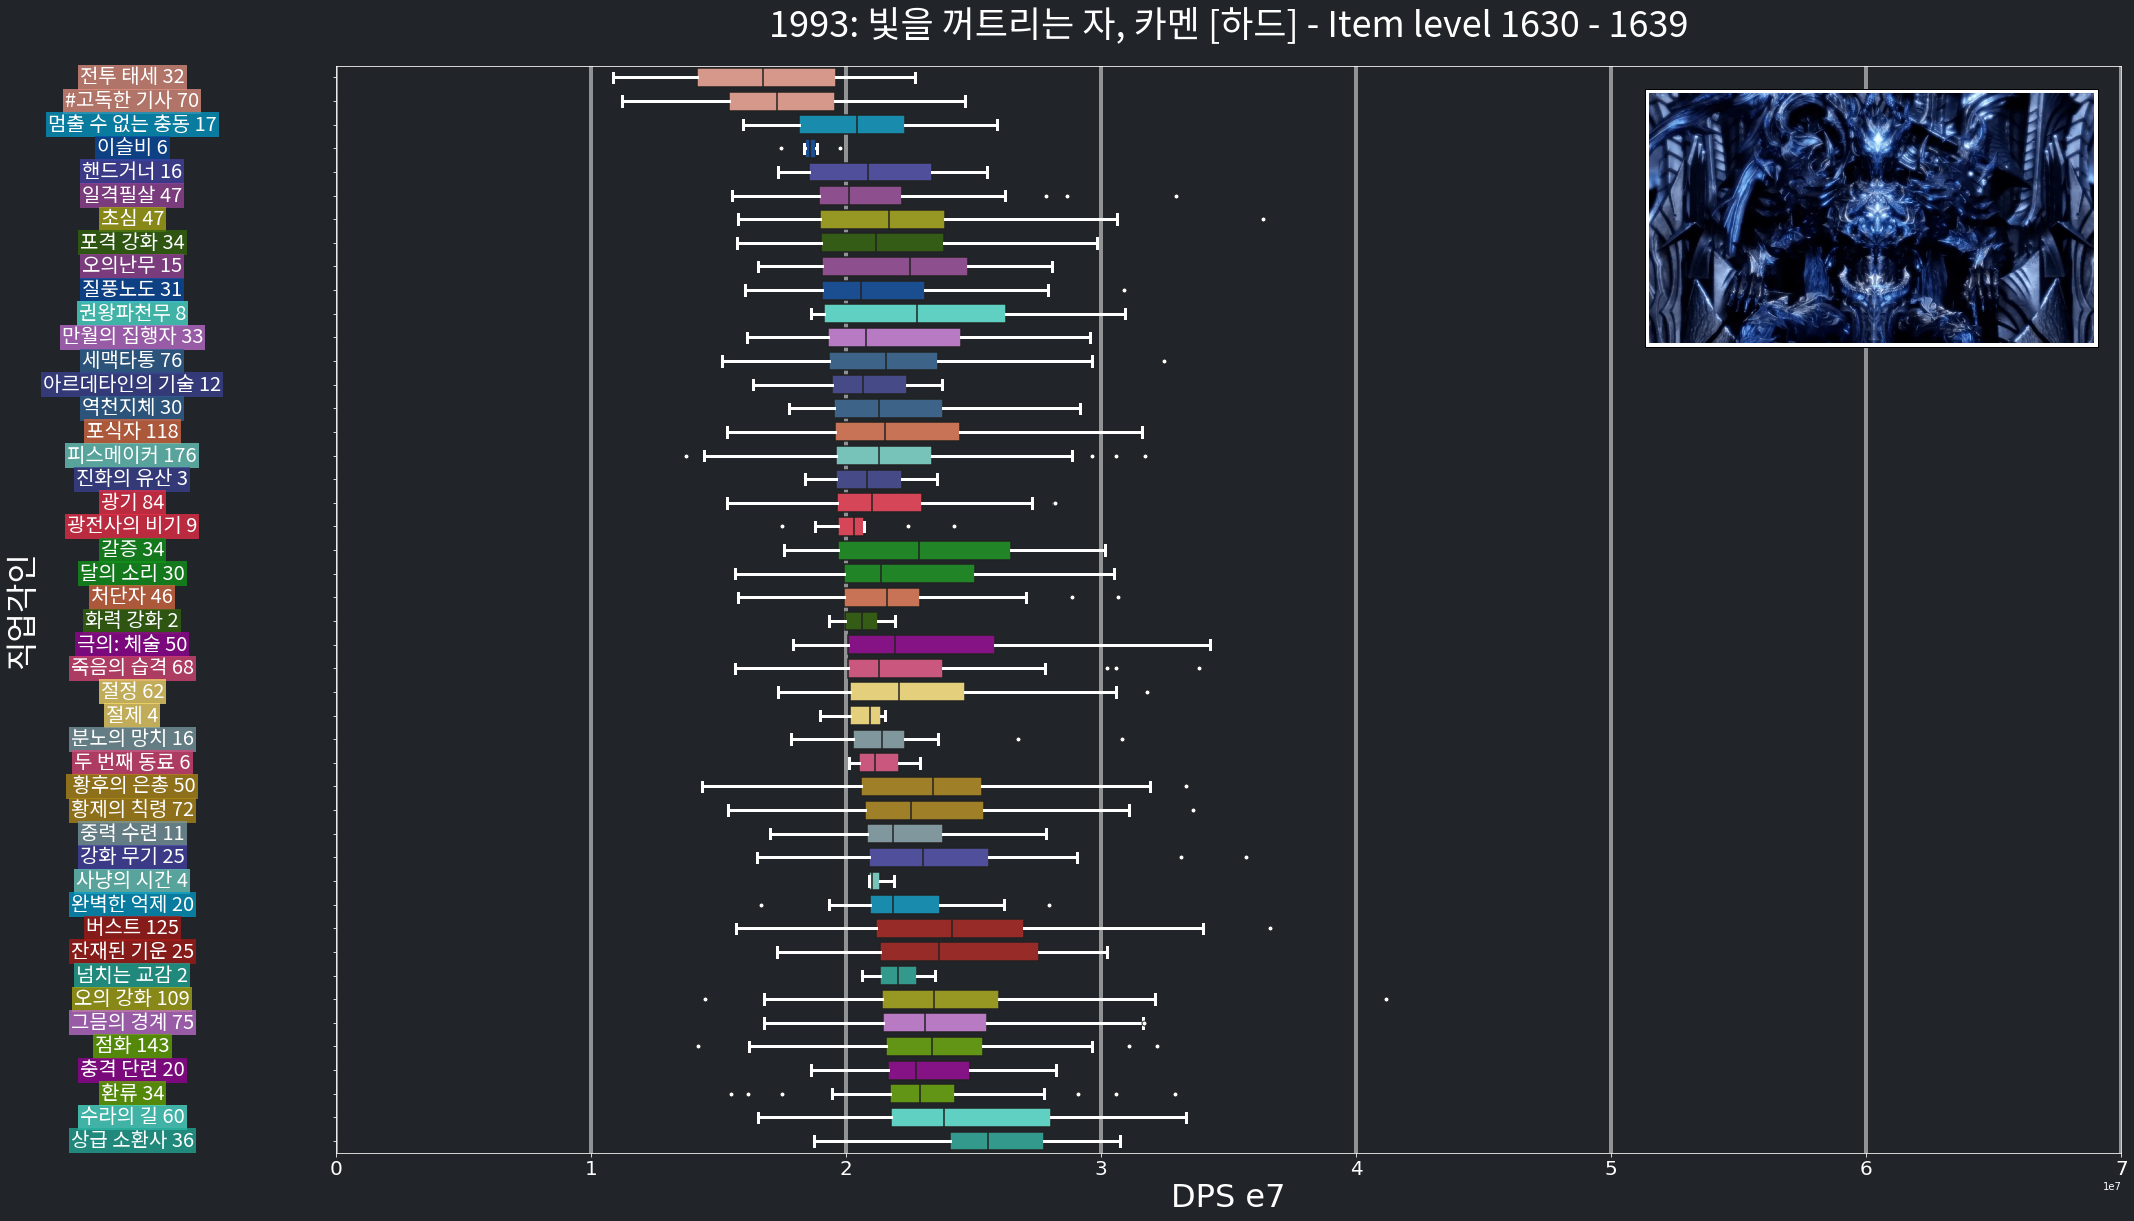 1993: 빛을 꺼트리는 자, 카멘 [하드] - Item level 1630 - 1639
직업각인
전투 태세 32
#고독한 기사 70
멈출 수 없는 충동 17
이슬비 6
핸드거너 16
일격필살 47
초심 47
포격 강화 34
오의난무 15
질풍노도 31
권왕파천무 8
만월의 집행자 33
세맥타통 76
아르데타인의 기술 12
역천지체 30
포식자 118
피스메이커 176
진화의 유산 3
광기 84
광전사의 비기 9
갈증 34
달의 소리 30
처단자 46
화력 강화 2
극의: 체술 50
죽음의 습격 68
절정 62
절제 4
분노의 망치 16
두 번째 동료 6
황후의 은총 50
황제의 칙령 72
중력 수련 11
강화 무기 25
사냥의 시간 4
완벽한 억제 20
버스트 125
잔재된 기운 25
넘치는 교감 2
오의 강화 109
그믐의 경계 75
점화 143
충격 단련 20
환류 34
수라의 길 60
상급 소환사 36
0 1 2 3 4 5 6 7
1e7
DPS e7